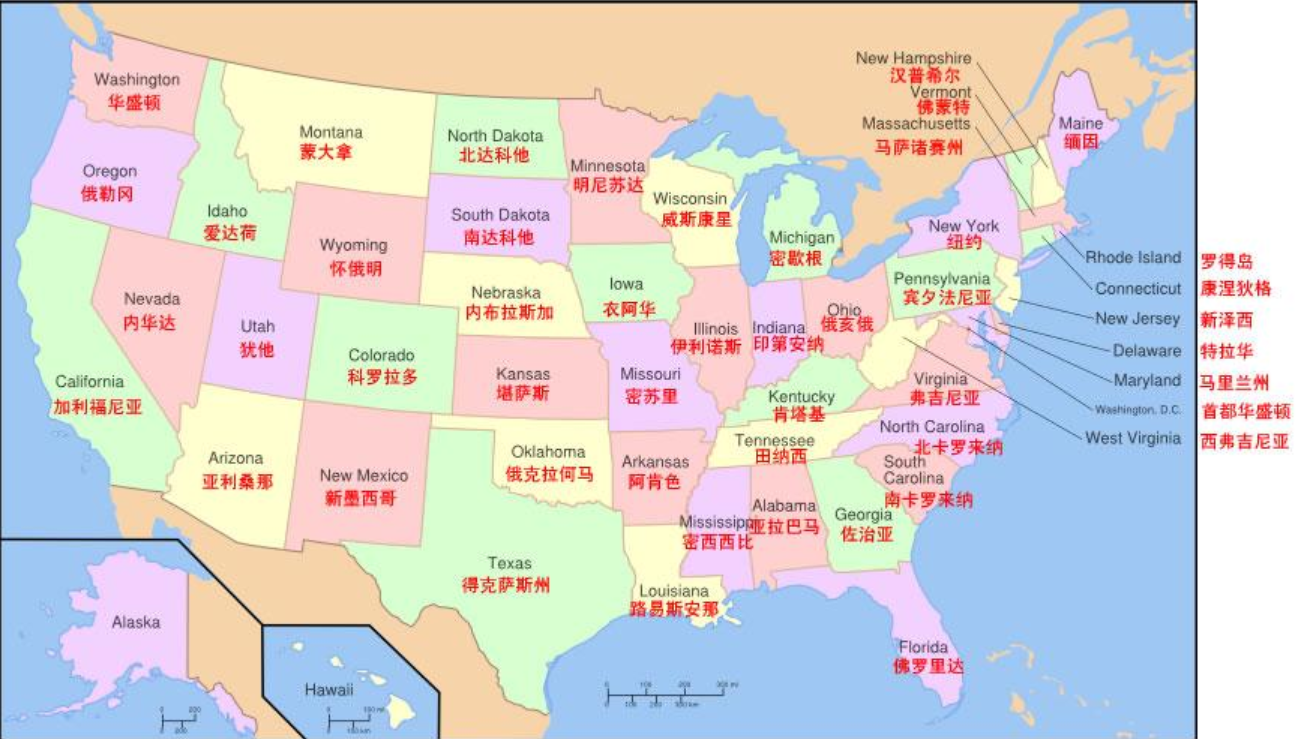 Washington
华盛顿
Oregon
俄勒冈
California
加利福尼亚
Nevada
内华达
Idaho
爱达荷
Montana
蒙大拿
Wyoming
怀俄明
Utah
犹他
Colorado
科罗拉多
Arizona
亚利桑那
New Mexico
新墨西哥
North Dakota
北达科他
South Dakota
南达科他
Nebraska
内布拉斯加
Kansas
堪萨斯
Oklahoma
俄克拉何马
Texas
得克萨斯州
Minnesota
明尼苏达
Iowa
衣阿华
Missouri
密苏里
Arkansas
阿肯色
Louisiana
路易斯安那
Wisconsin
威斯康星
Illinois
伊利诺斯
Michigan
密歇根
Indiana
印第安纳
Ohio
俄亥俄
Kentucky
肯塔基
Tennessee
田纳西
Mississippi
密西西比
Alabama
亚拉巴马
Georgia
佐治亚
Florida
佛罗里达
South
Carolina
南卡罗来纳
North Carolina
北卡罗来纳
Virginia
弗吉尼亚
Pennsylvania
宾夕法尼亚
New York
纽约
New Hampshire
汉普希尔
Vermont
佛蒙特
Massachusetts
马萨诸赛州
Maine
缅因
Rhode Island 罗得岛
Connecticut 康涅狄格
New Jersey 新泽西
Delaware 特拉华
Maryland 马里兰州
Washington, D.C. 首都华盛顿
West Virginia 西弗吉尼亚
Alaska
0 200
0 200
Hawaii
0 150 mi
0 150 km
0 100 200 300 mi
0 100 200 300 km